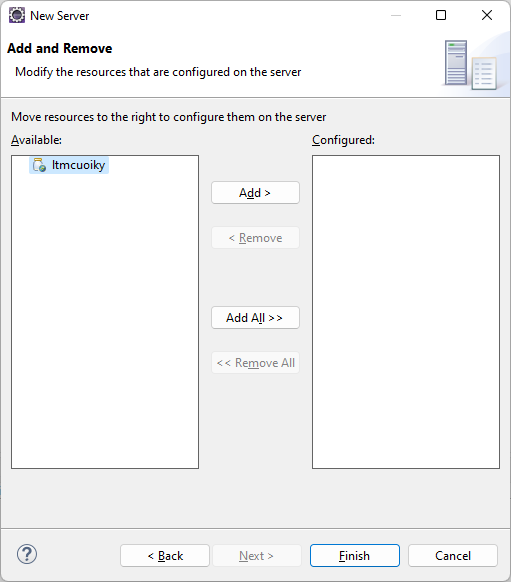 New Server
Add and Remove
Modify the resources that are configured on the server
Move resources to the right to configure them on the server
Available:
Configured:
ltmcuoiky
Add >
< Remove
Add All >>
<< Remove All
?
< Back
Next >
Finish
Cancel